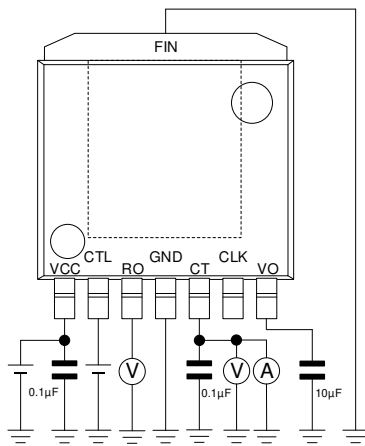 FIN
CTL GND CLK
VCC RO CT VO
V V A
0.1µF 0.1µF 10µF